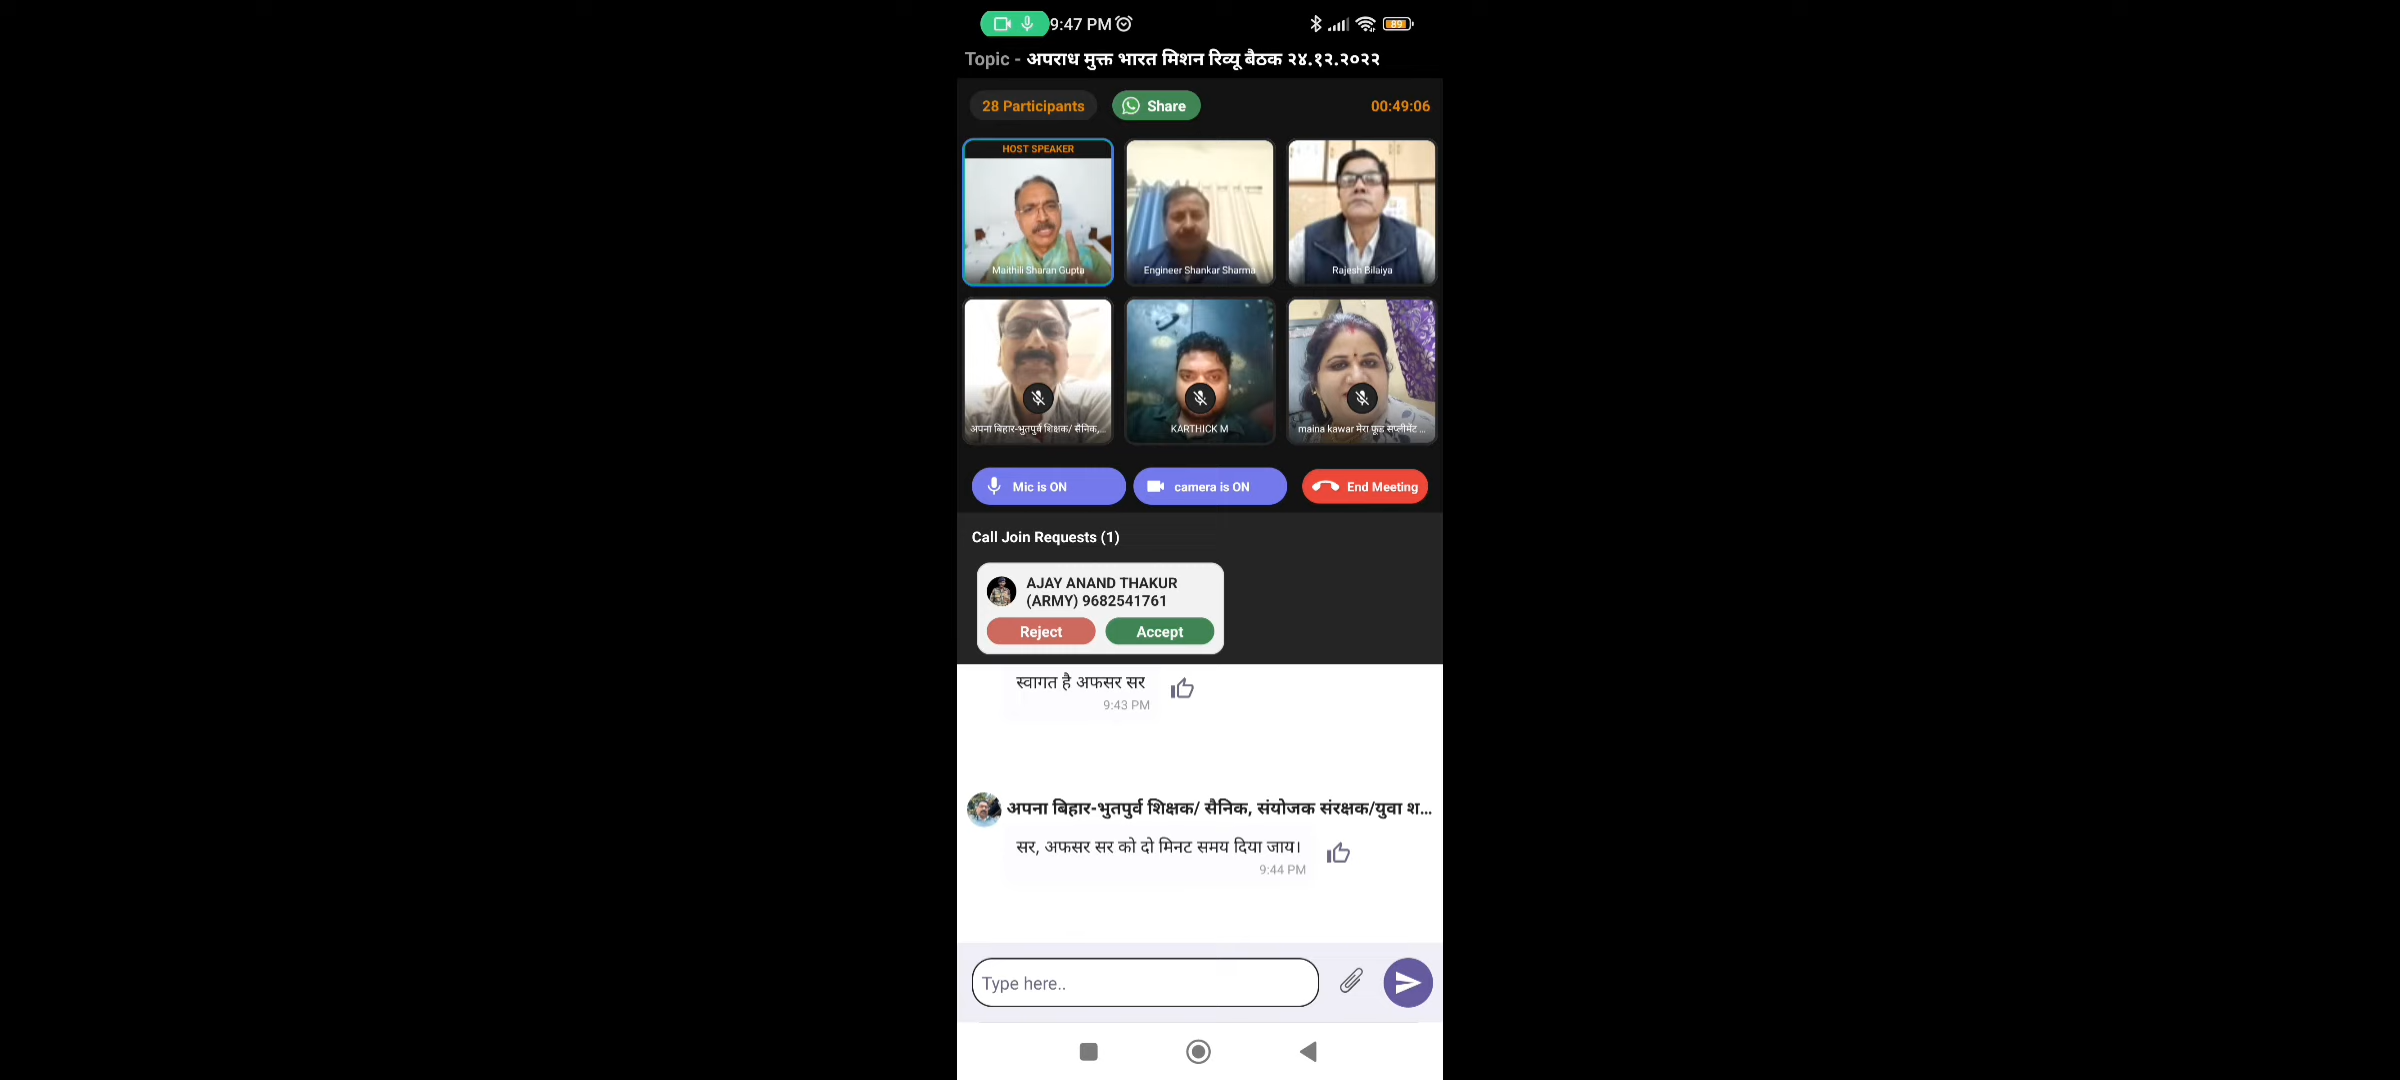 9:47 PM
89
Topic - अपराध मुक्त भारत मिशन रिव्यू बैठक २४.१२.२०२२
28 Participants
Share
00:49:06
HOST SPEAKER
Maithili Sharan Gupta
Engineer Shankar Sharma
Rajesh Bilaiya
अपना बिहार-भुतपुर्व शिक्षक/ सैनिक,...
KARTHICK M
maina kawar मेरा फूड सप्लीमेंट ...
Mic is ON
camera is ON
End Meeting
Call Join Requests (1)
AJAY ANAND THAKUR
(ARMY) 9682541761
Reject
Accept
स्वागत है अफसर सर
9:43 PM
अपना बिहार-भुतपुर्व शिक्षक/ सैनिक, संयोजक संरक्षक/युवा श...
सर, अफसर सर को दो मिनट समय दिया जाय।
9:44 PM
Type here..